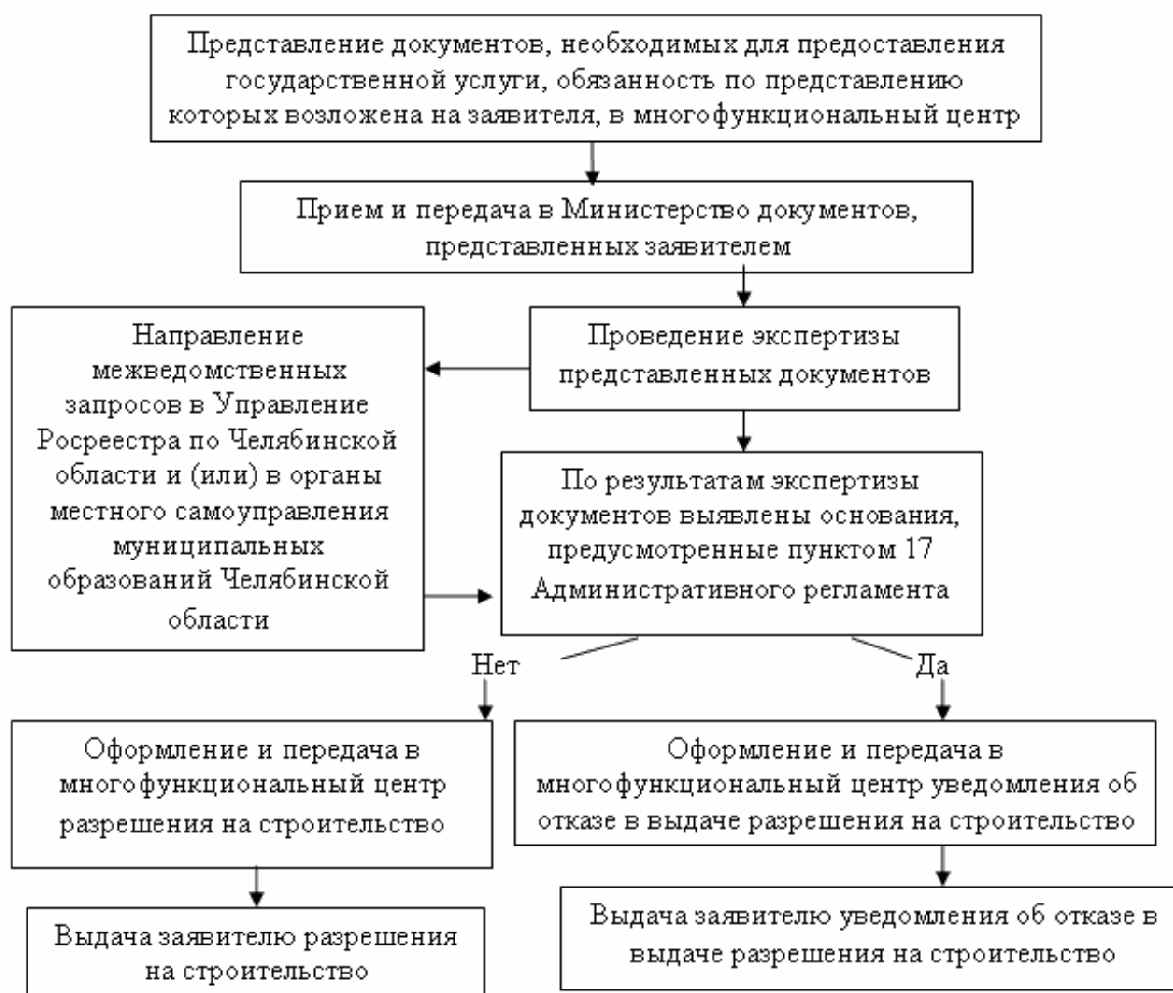 Представление документов, необходимых для предоставления
государственной услуги, обязанность по представлению
которых возложена на заявителя, в многофункциональный центр
Прием и передача в Министерство документов,
представленных заявителем
Проведение экспертизы
представленных документов
Направление
межведомственных
запросов в Управление
Росреестра по Челябинской
области и (или) в органы
местного самоуправления
муниципальных
образований Челябинской
области
По результатам экспертизы
документов выявлены основания,
предусмотренные пунктом 17
Административного регламента
Нет
Да
Оформление и передача в
многофункциональный центр
разрешения на строительство
Оформление и передача в
многофункциональный центр уведомления об
отказе в выдаче разрешения на строительство
Выдача заявителю разрешения
на строительство
Выдача заявителю уведомления об отказе в
выдаче разрешения на строительство